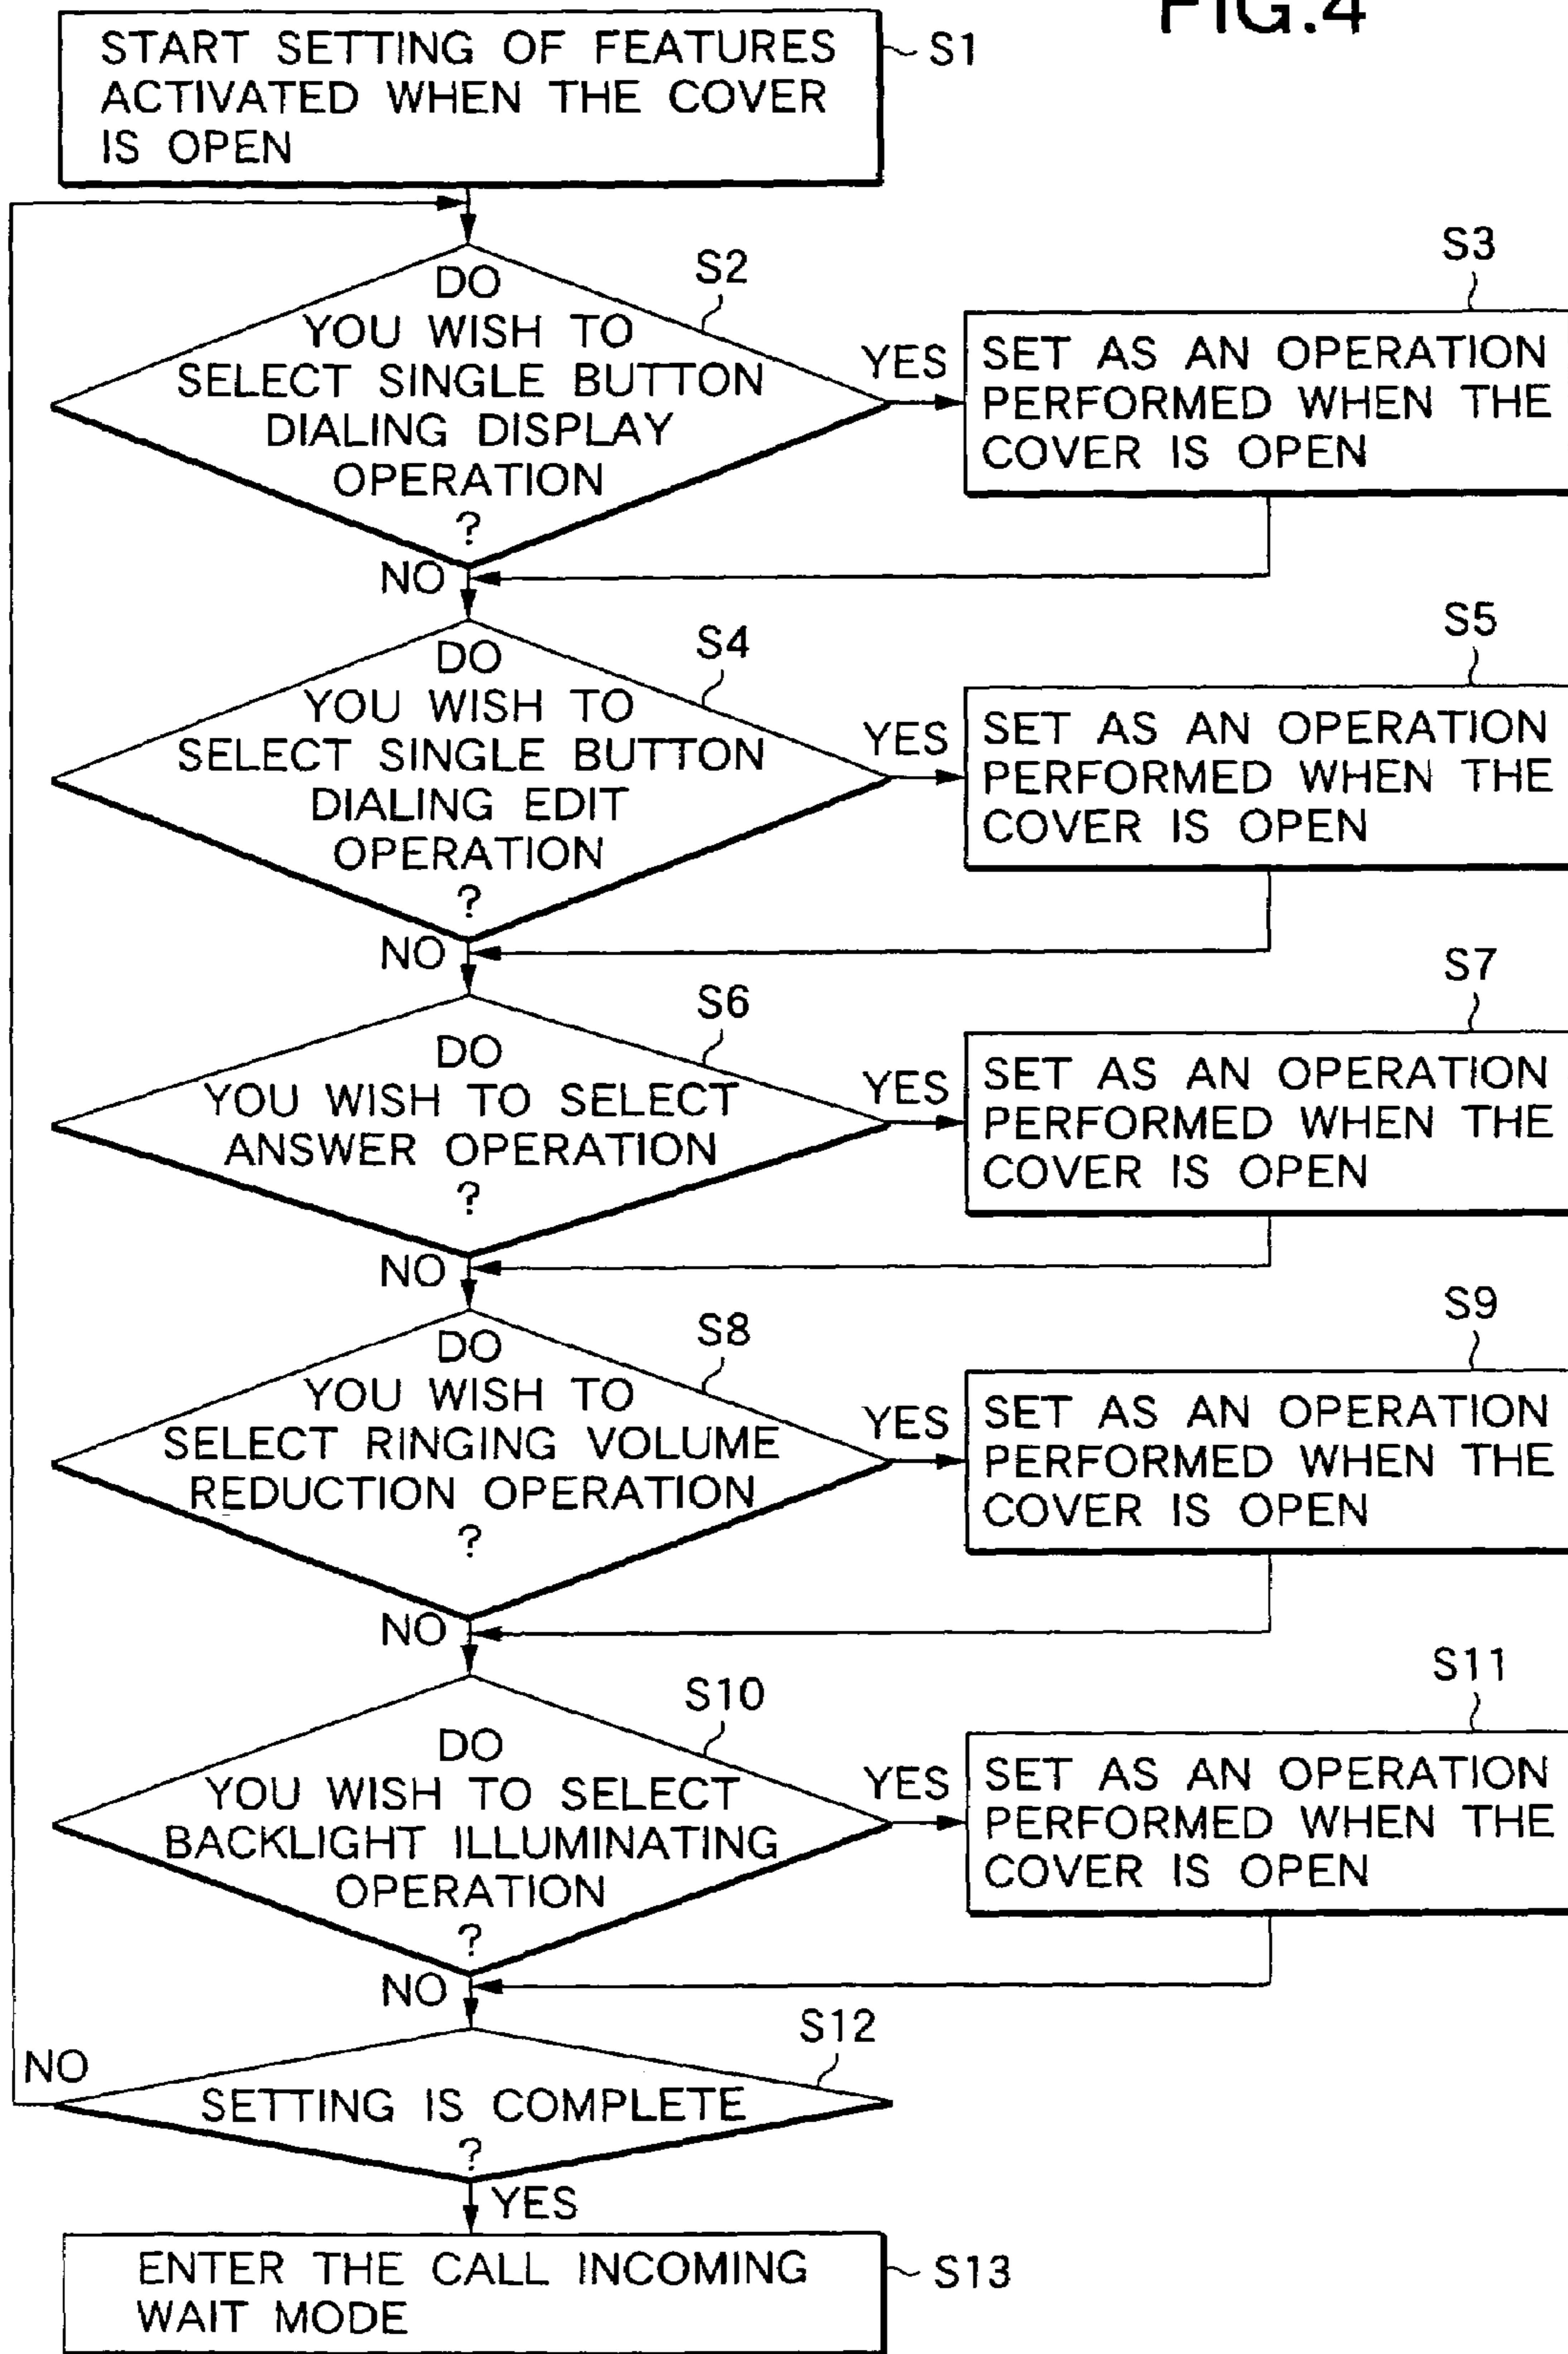 FIG.4
START SETTING OF FEATURES
ACTIVATED WHEN THE COVER
IS OPEN
S1
S2
DO
YOU WISH TO
SELECT SINGLE BUTTON
DIALING DISPLAY
OPERATION
?
YES
NO
S3
SET AS AN OPERATION
PERFORMED WHEN THE
COVER IS OPEN
S4
DO
YOU WISH TO
SELECT SINGLE BUTTON
DIALING EDIT
OPERATION
?
YES
NO
S5
SET AS AN OPERATION
PERFORMED WHEN THE
COVER IS OPEN
S6
DO
YOU WISH TO SELECT
ANSWER OPERATION
?
YES
NO
S7
SET AS AN OPERATION
PERFORMED WHEN THE
COVER IS OPEN
S8
DO
YOU WISH TO
SELECT RINGING VOLUME
REDUCTION OPERATION
?
YES
NO
S9
SET AS AN OPERATION
PERFORMED WHEN THE
COVER IS OPEN
S10
DO
YOU WISH TO SELECT
BACKLIGHT ILLUMINATING
OPERATION
?
YES
NO
S11
SET AS AN OPERATION
PERFORMED WHEN THE
COVER IS OPEN
S12
SETTING IS COMPLETE
?
NO
YES
ENTER THE CALL INCOMING
WAIT MODE
S13